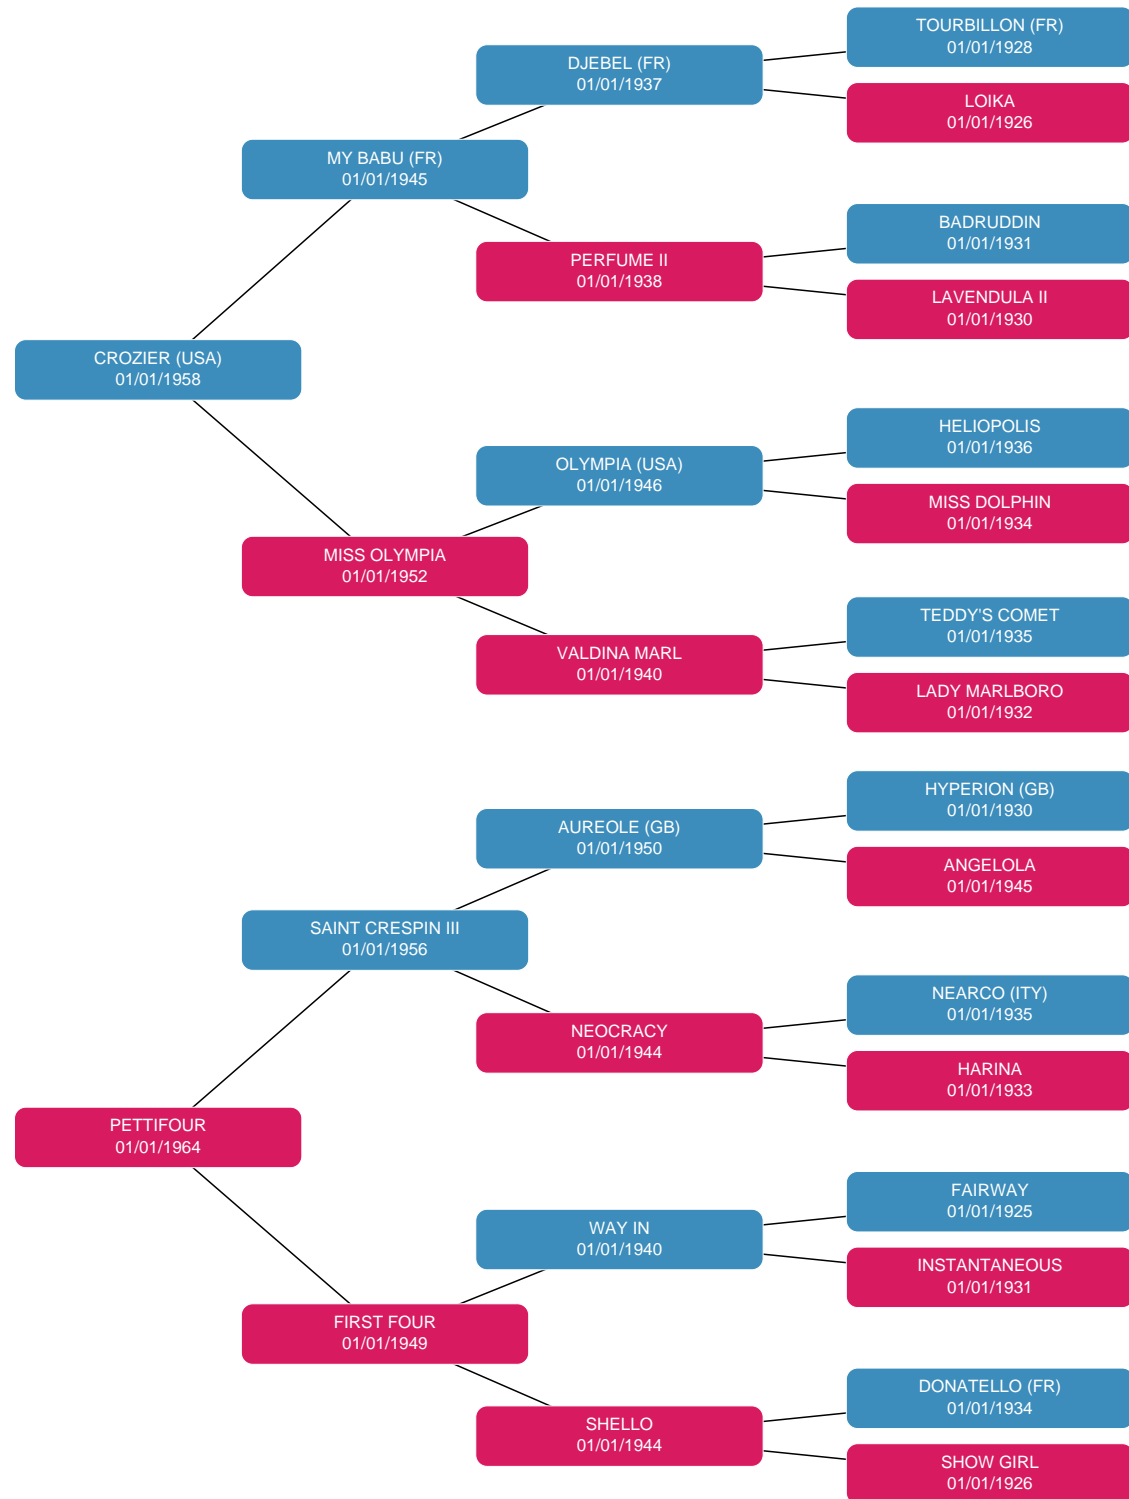 TOURBILLON (FR)
01/01/1928
DJEBEL (FR)
01/01/1937
LOIKA
01/01/1926
MY BABU (FR)
01/01/1945
BADRUDDIN
01/01/1931
PERFUME II
01/01/1938
LAVENDULA II
01/01/1930
CROZIER (USA)
01/01/1958
HELIOPOLIS
01/01/1936
OLYMPIA (USA)
01/01/1946
MISS DOLPHIN
01/01/1934
MISS OLYMPIA
01/01/1952
TEDDY'S COMET
01/01/1935
VALDINA MARL
01/01/1940
LADY MARLBORO
01/01/1932
HYPERION (GB)
01/01/1930
AUREOLE (GB)
01/01/1950
ANGELOLA
01/01/1945
SAINT CRESPIN III
01/01/1956
NEARCO (ITY)
01/01/1935
NEOCRACY
01/01/1944
HARINA
01/01/1933
PETTIFOUR
01/01/1964
FAIRWAY
01/01/1925
WAY IN
01/01/1940
INSTANTANEOUS
01/01/1931
FIRST FOUR
01/01/1949
DONATELLO (FR)
01/01/1934
SHELLO
01/01/1944
SHOW GIRL
01/01/1926